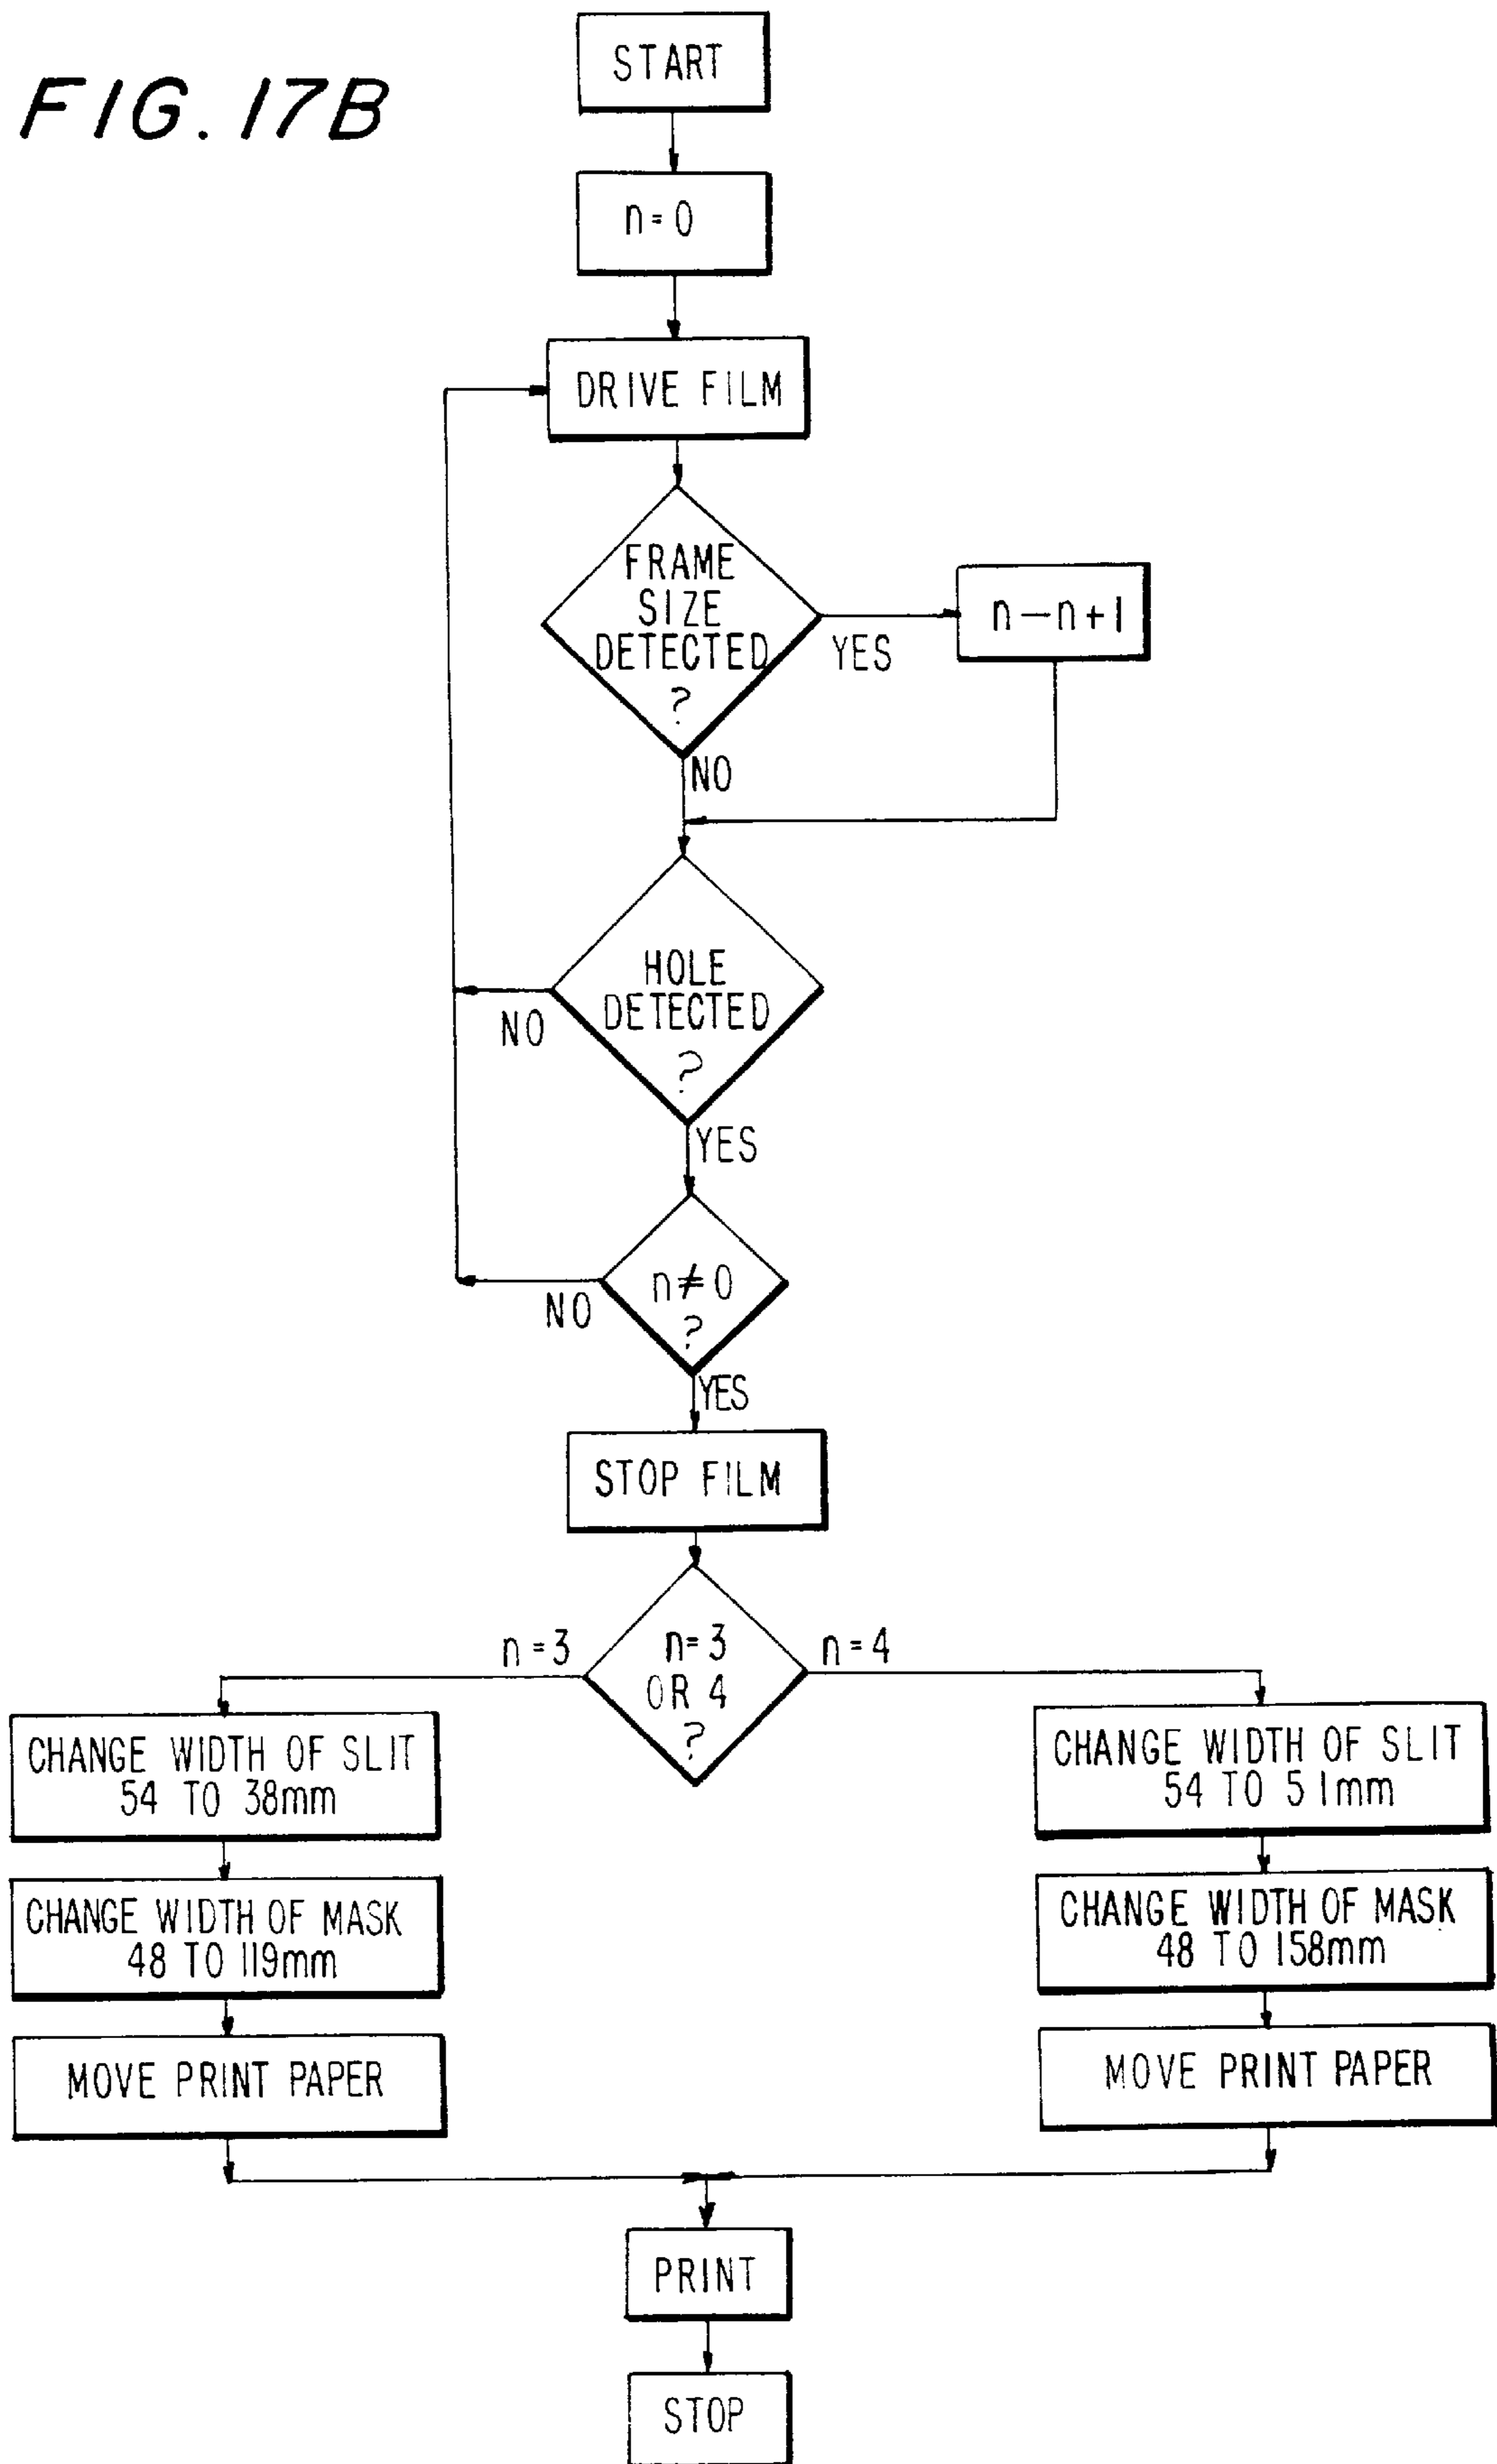 FIG. 17B
START
n=0
DRIVE FILM
FRAME
SIZE
DETECTED
?
YES
n—n+1
NO
HOLE
DETECTED
?
NO
YES
n≠0
?
NO
YES
STOP FILM
n=3
n=3
OR 4
?
n=4
CHANGE WIDTH OF SLIT
54 TO 38mm
CHANGE WIDTH OF SLIT
54 TO 51mm
CHANGE WIDTH OF MASK
48 TO 119mm
CHANGE WIDTH OF MASK
48 TO 158mm
MOVE PRINT PAPER
MOVE PRINT PAPER
PRINT
STOP